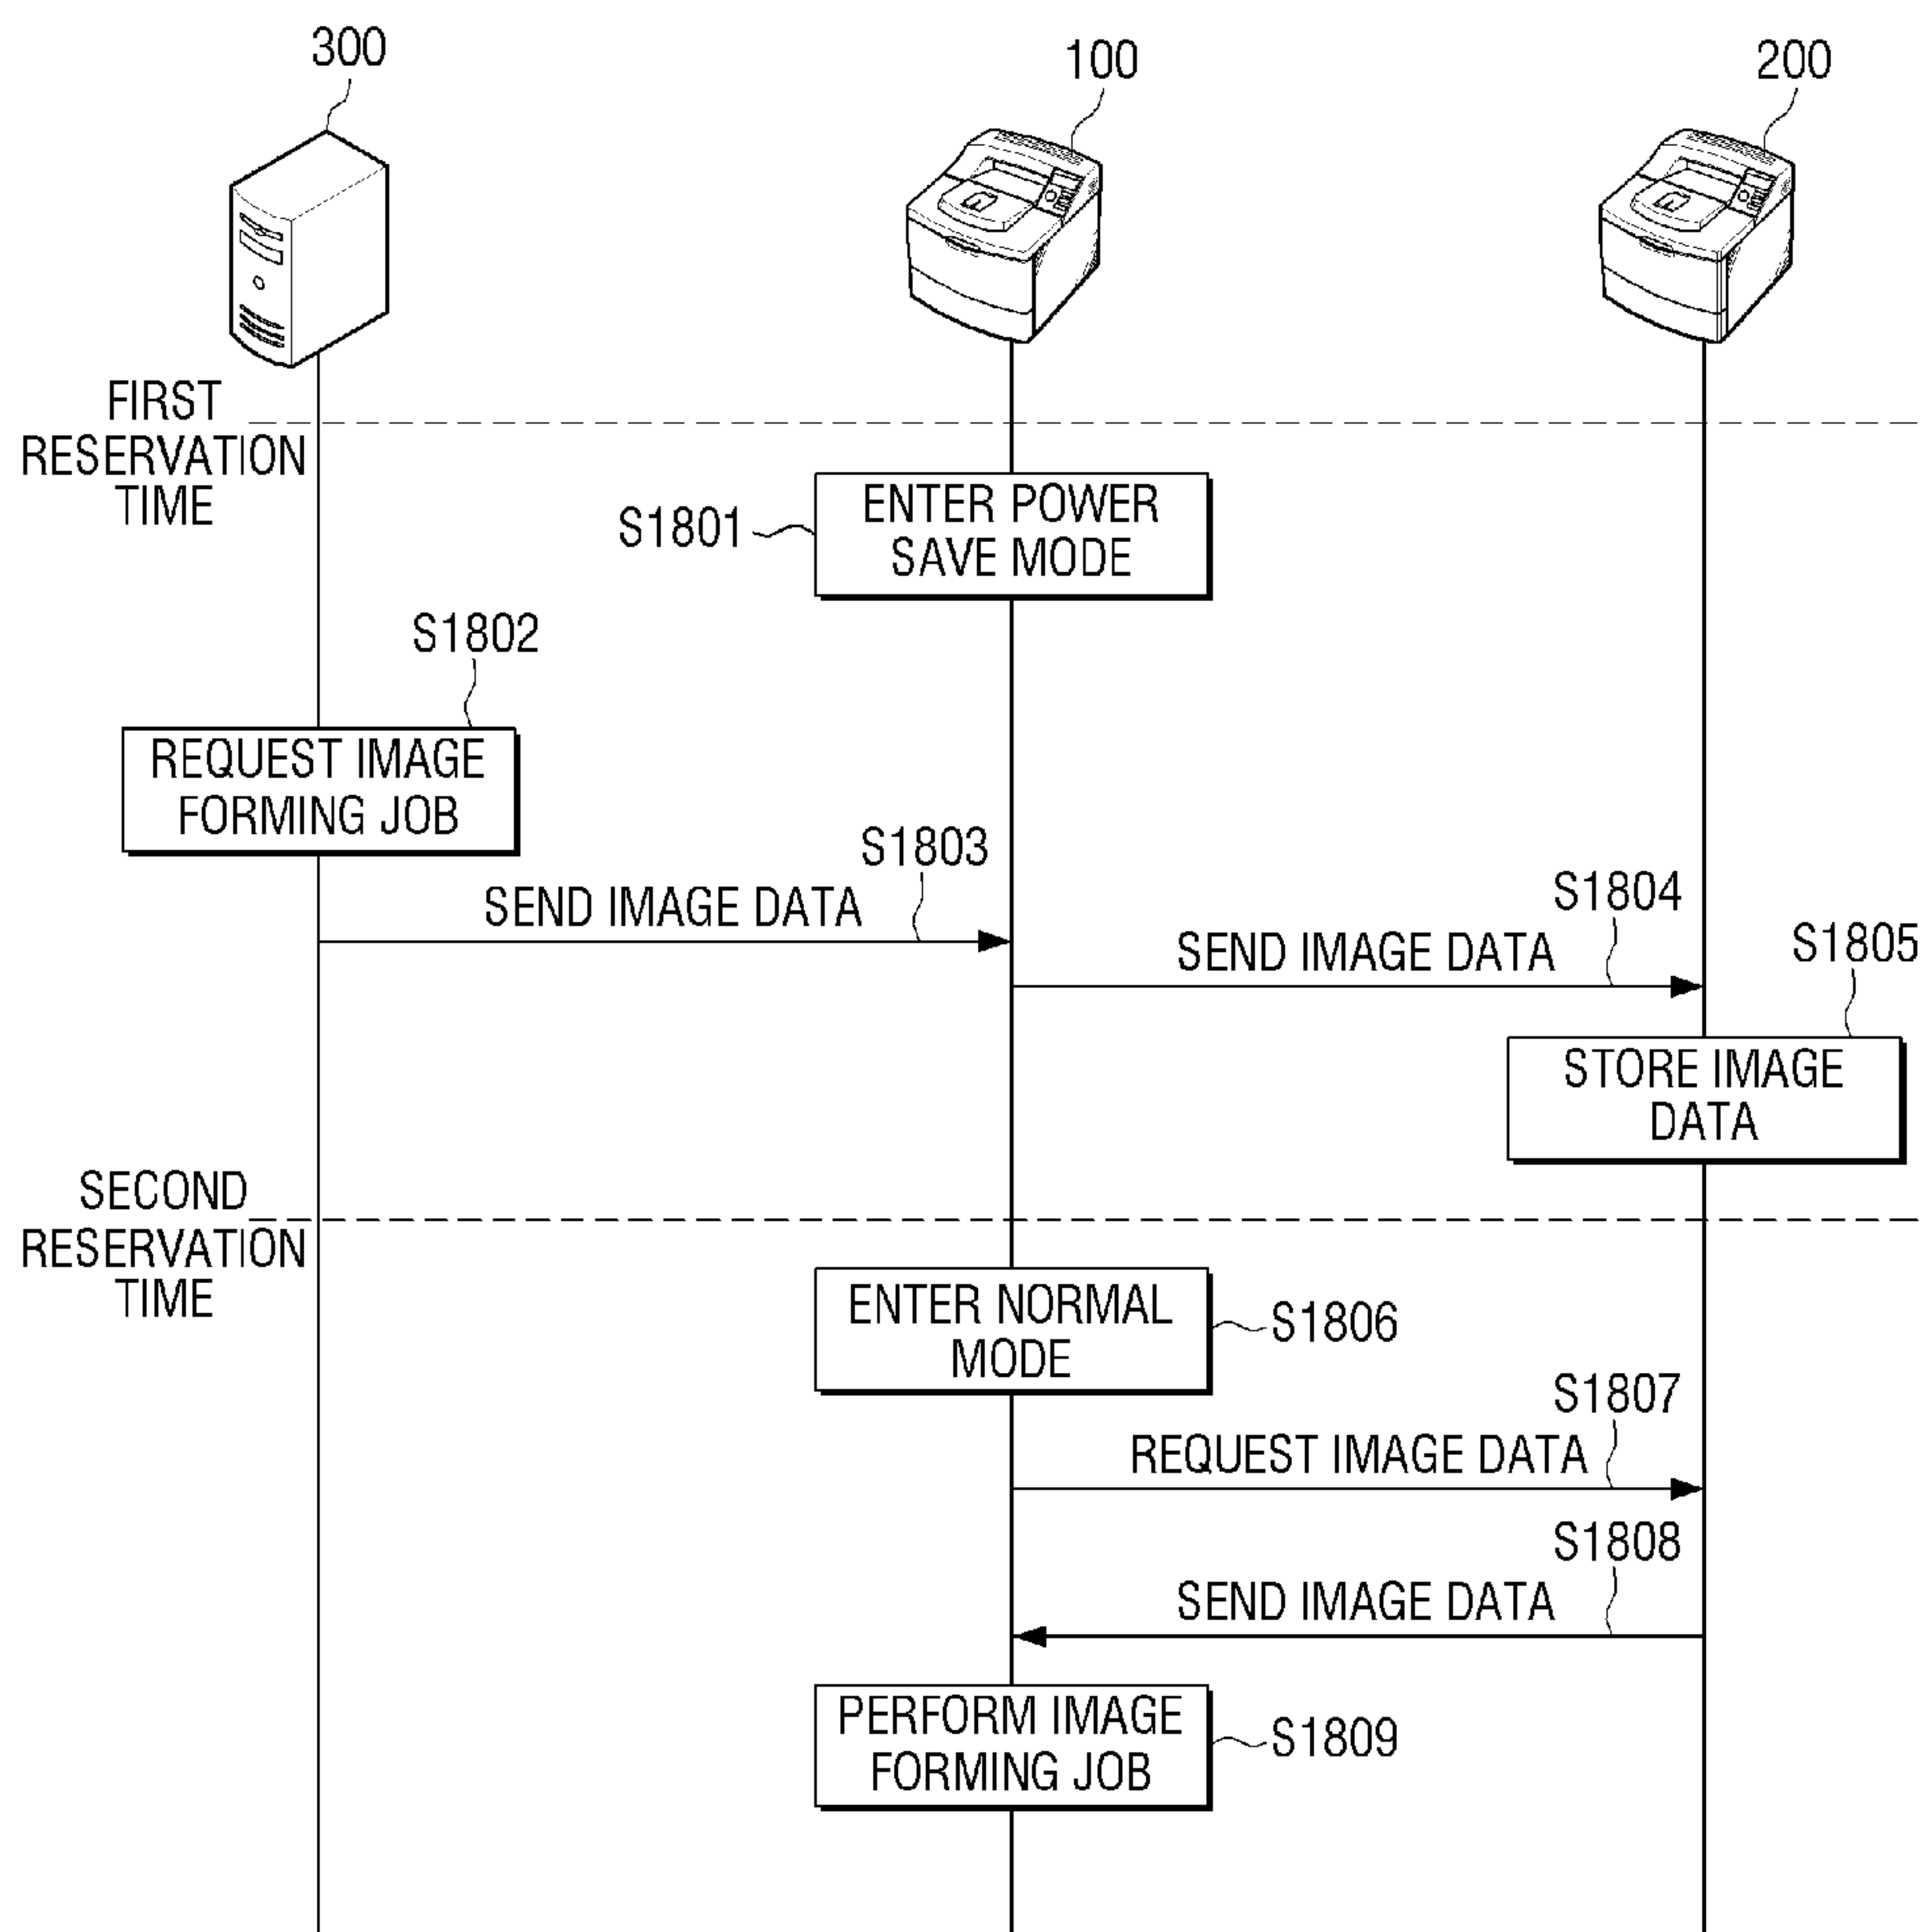 300
100
200
FIRST
RESERVATION
TIME
ENTER POWER
SAVE MODE
S1801
S1802
REQUEST IMAGE
FORMING JOB
S1803
SEND IMAGE DATA
S1804
SEND IMAGE DATA
S1805
STORE IMAGE
DATA
SECOND
RESERVATION
TIME
ENTER NORMAL
MODE
S1806
S1807
REQUEST IMAGE DATA
S1808
SEND IMAGE DATA
PERFORM IMAGE
FORMING JOB
S1809